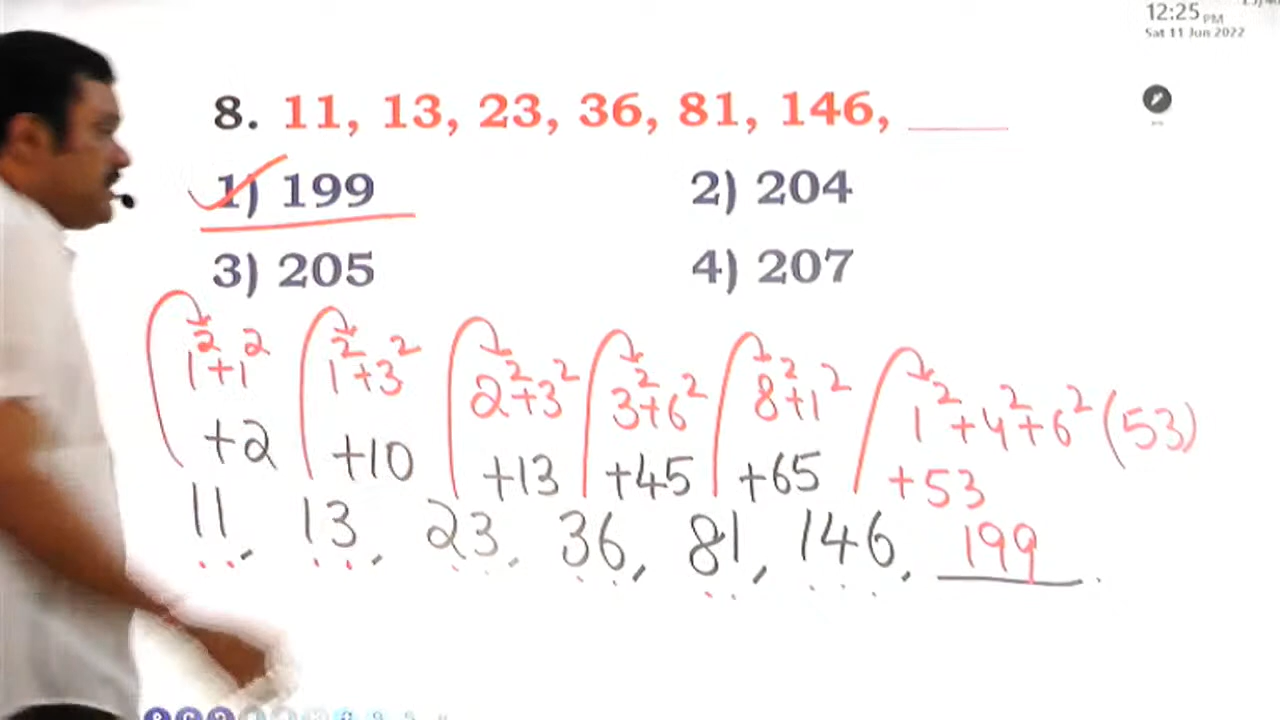 12:25 PM
Sat 11 Jun 2022
8. 11, 13, 23, 36, 81, 146, ____
1) 199 2) 204
3) 205 4) 207
1²+1² 1²+3² 2²+3² 3²+6² 8²+1² 1²+4²+6² (53)
+2 +10 +13 +45 +65 +53
11, 13, 23, 36, 81, 146, 199